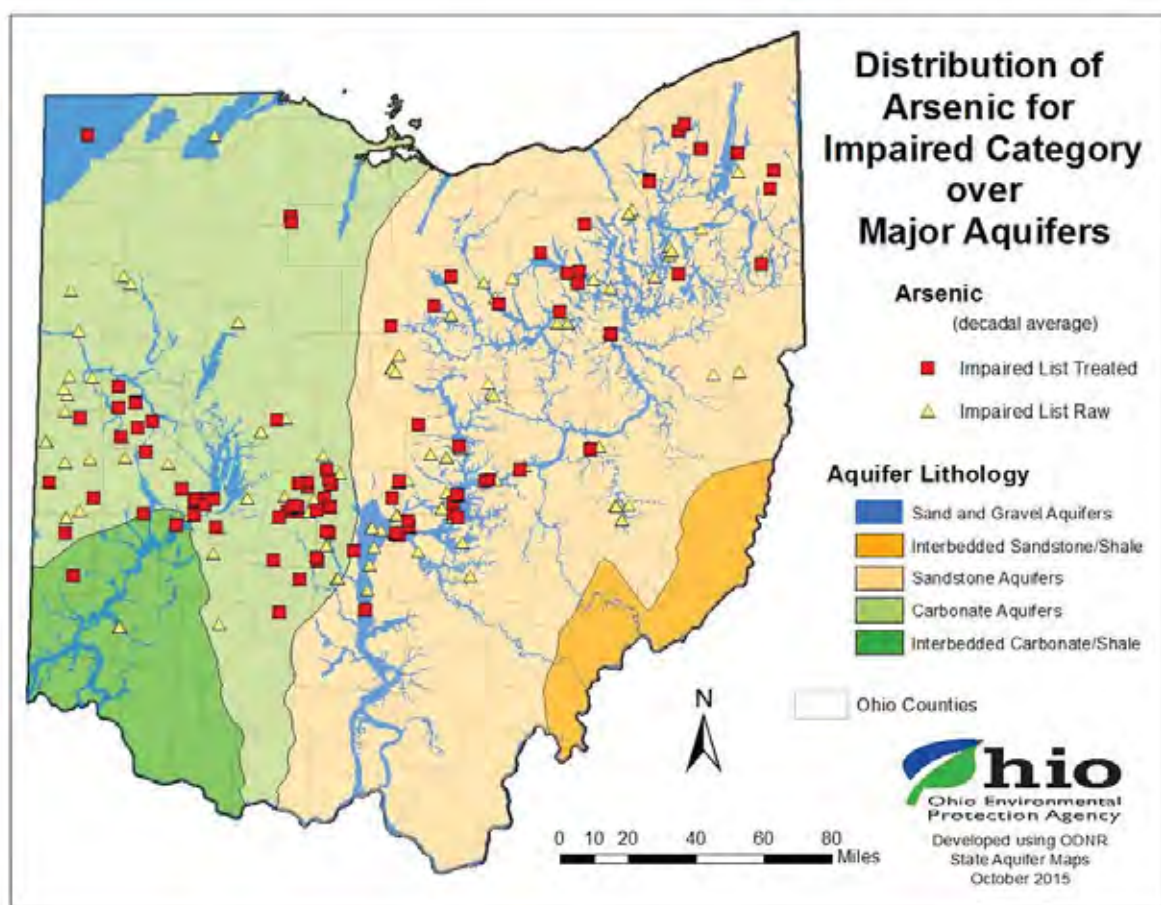 Distribution of
Arsenic for
Impaired Category
over
Major Aquifers
Arsenic
(decadal average)
Impaired List Treated
Impaired List Raw
Aquifer Lithology
Sand and Gravel Aquifers
Interbedded Sandstone/Shale
Sandstone Aquifers
Carbonate Aquifers
Interbedded Carbonate/Shale
Ohio Counties
N
0 10 20 40 60 80
Miles
Ohio
Ohio Environmental
Protection Agency
Developed using ODNR
State Aquifer Maps
October 2015